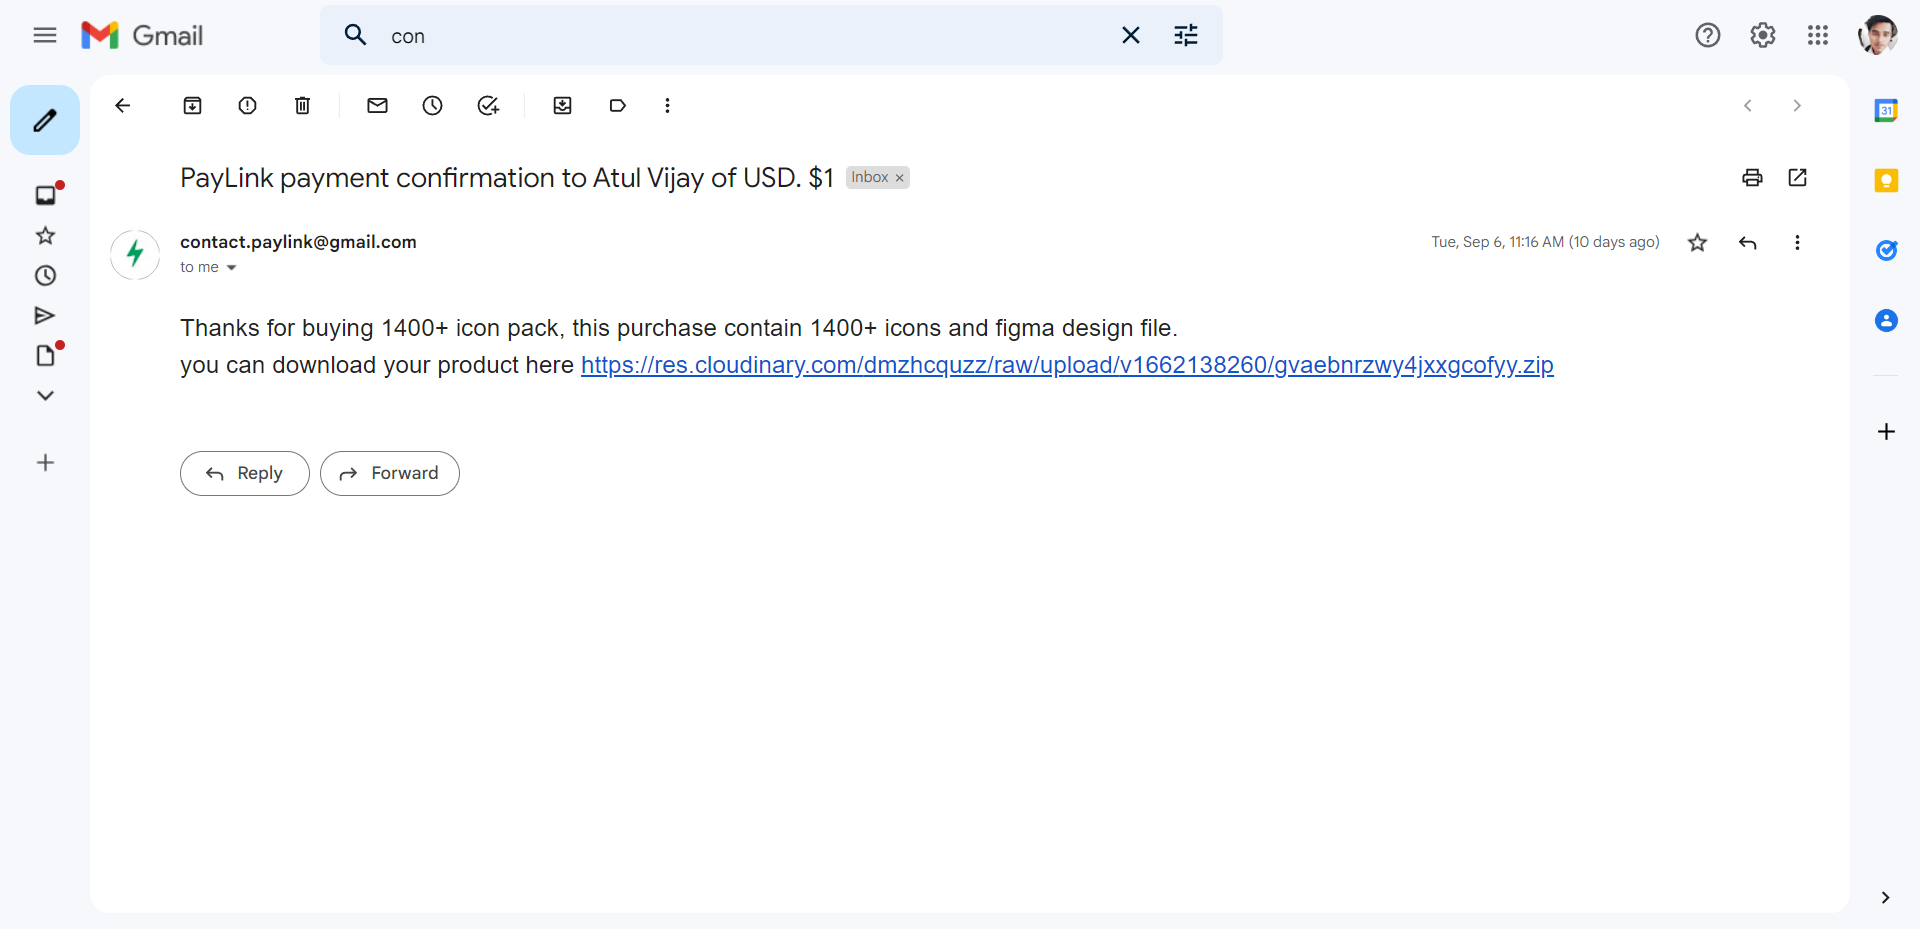 Gmail
con
PayLink payment confirmation to Atul Vijay of USD. $1 Inbox ×
contact.paylink@gmail.com
Tue, Sep 6, 11:16 AM (10 days ago)
to me
31
Thanks for buying 1400+ icon pack, this purchase contain 1400+ icons and figma design file.
you can download your product here https://res.cloudinary.com/dmzhcquzz/raw/upload/v1662138260/gvaebnrzwy4jxxgcofyy.zip
Reply
Forward